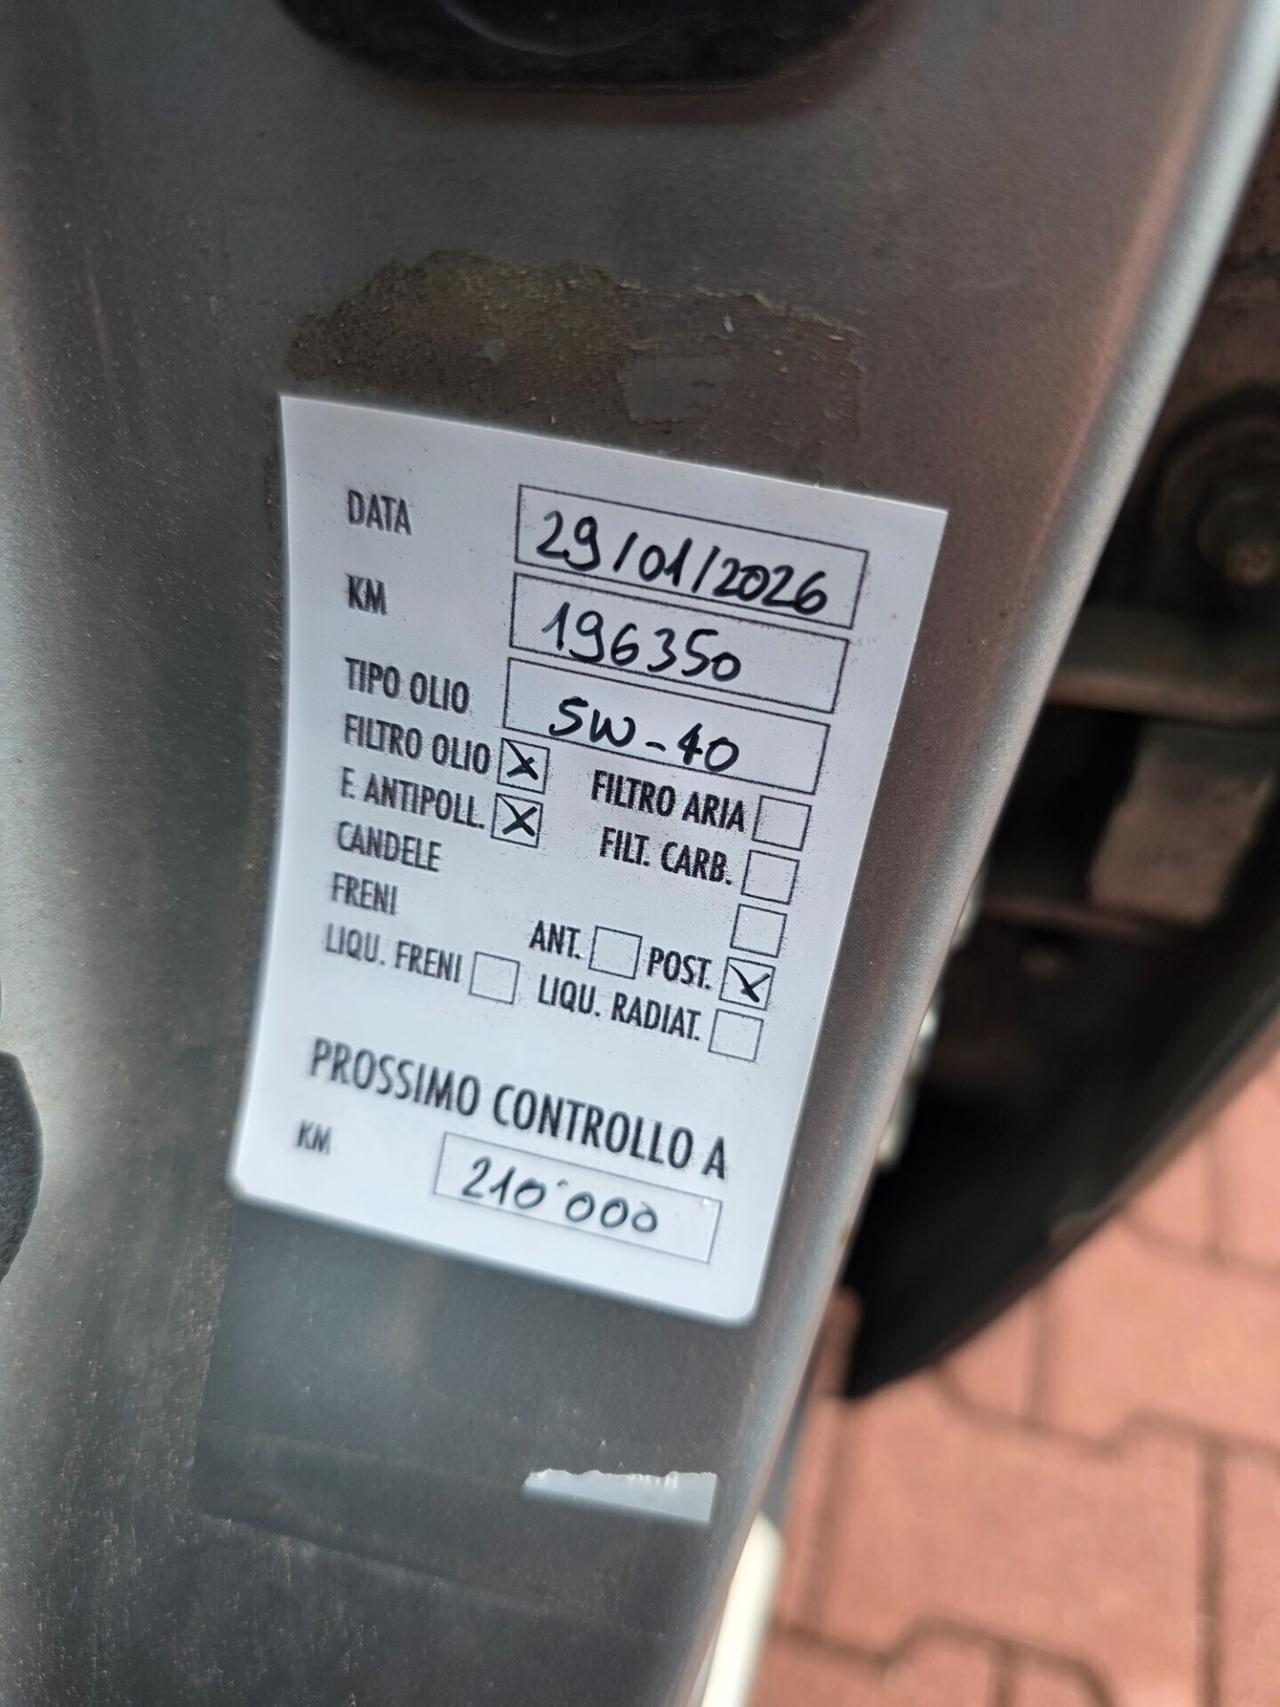 DATA 29/01/2026
KM 196350
TIPO OLIO 5W-40
FILTRO OLIO X FILTRO ARIA
F. ANTIPOLL. X FILT. CARB.
CANDELE
FRENI ANT. POST. X
LIQU. FRENI LIQU. RADIAT.
PROSSIMO CONTROLLO A
KM 210'000